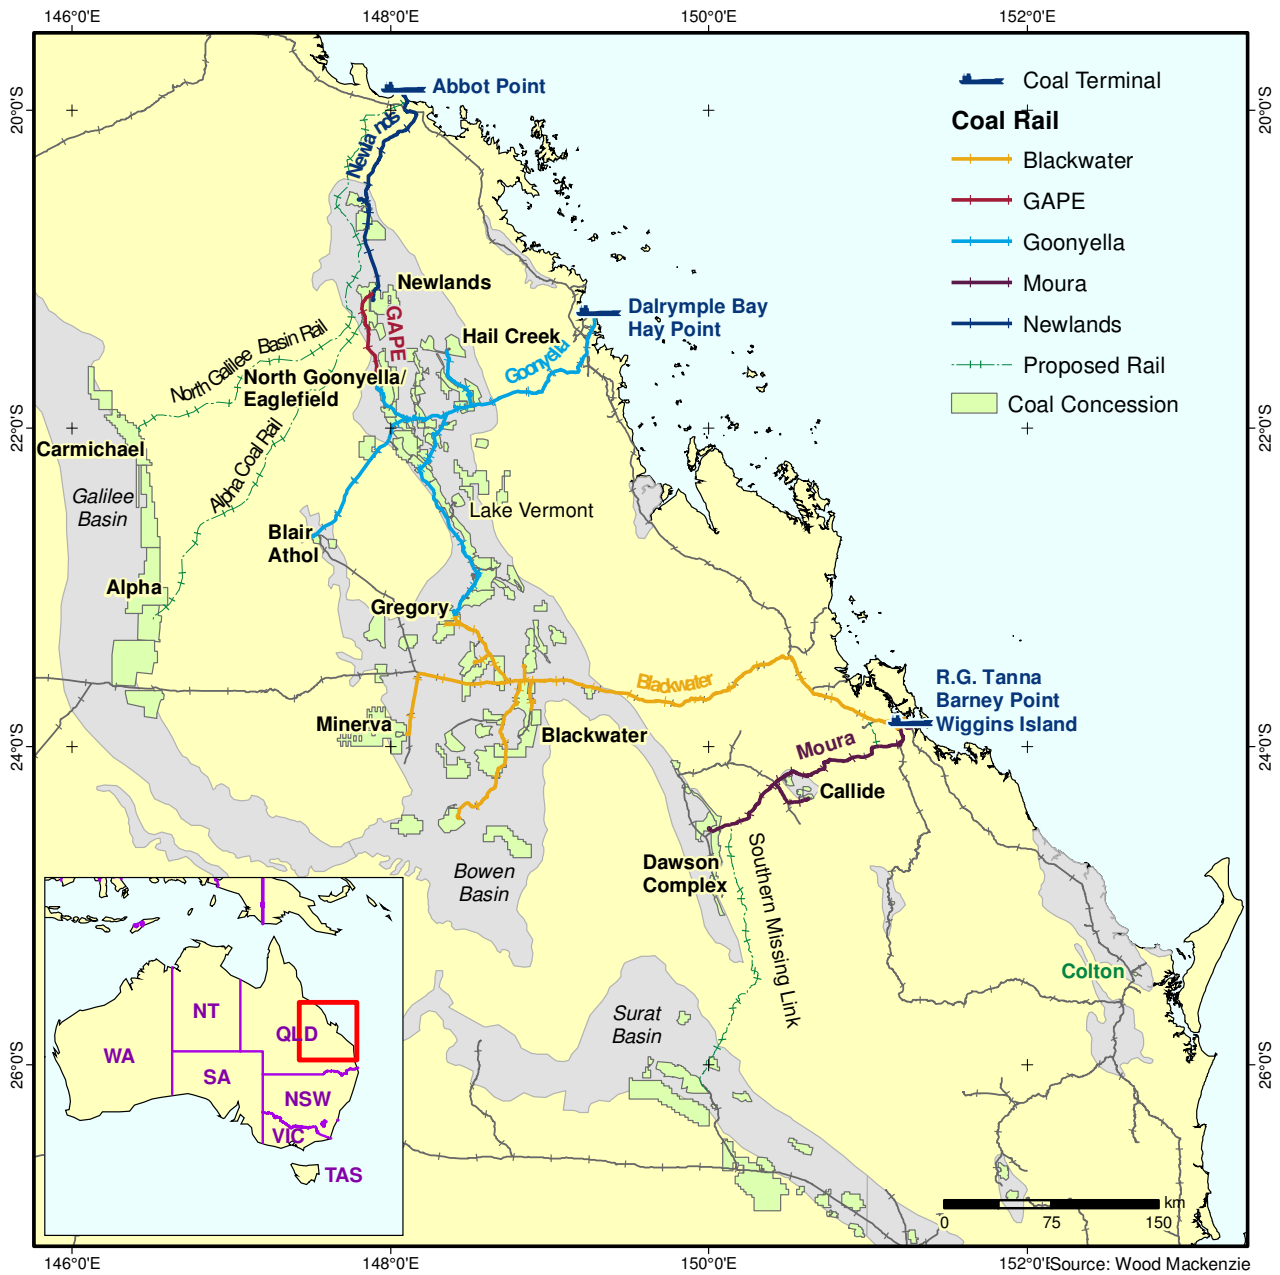 146°0'E
148°0'E
150°0'E
152°0'E
20°0'S
20°0'S
22°0'S
22°0'S
24°0'S
24°0'S
26°0'S
26°0'S
Abbot Point
Newlands
Newlands
GAPE
Hail Creek
Goonyella
Dalrymple Bay
Hay Point
North Galilee Basin Rail
North Goonyella/
Eaglefield
Alpha Coal Rail
Carmichael
Galilee
Basin
Lake Vermont
Blair
Athol
Alpha
Gregory
Blackwater
R.G. Tanna
Barney Point
Wiggins Island
Minerva
Blackwater
Moura
Callide
Dawson
Complex
Southern Missing Link
Bowen
Basin
Colton
Surat
Basin
Coal Terminal
Coal Rail
Blackwater
GAPE
Goonyella
Moura
Newlands
Proposed Rail
Coal Concession
WA
NT
QLD
SA
NSW
VIC
TAS
km
0
75
150
146°0'E
148°0'E
150°0'E
152°0'E
Source: Wood Mackenzie